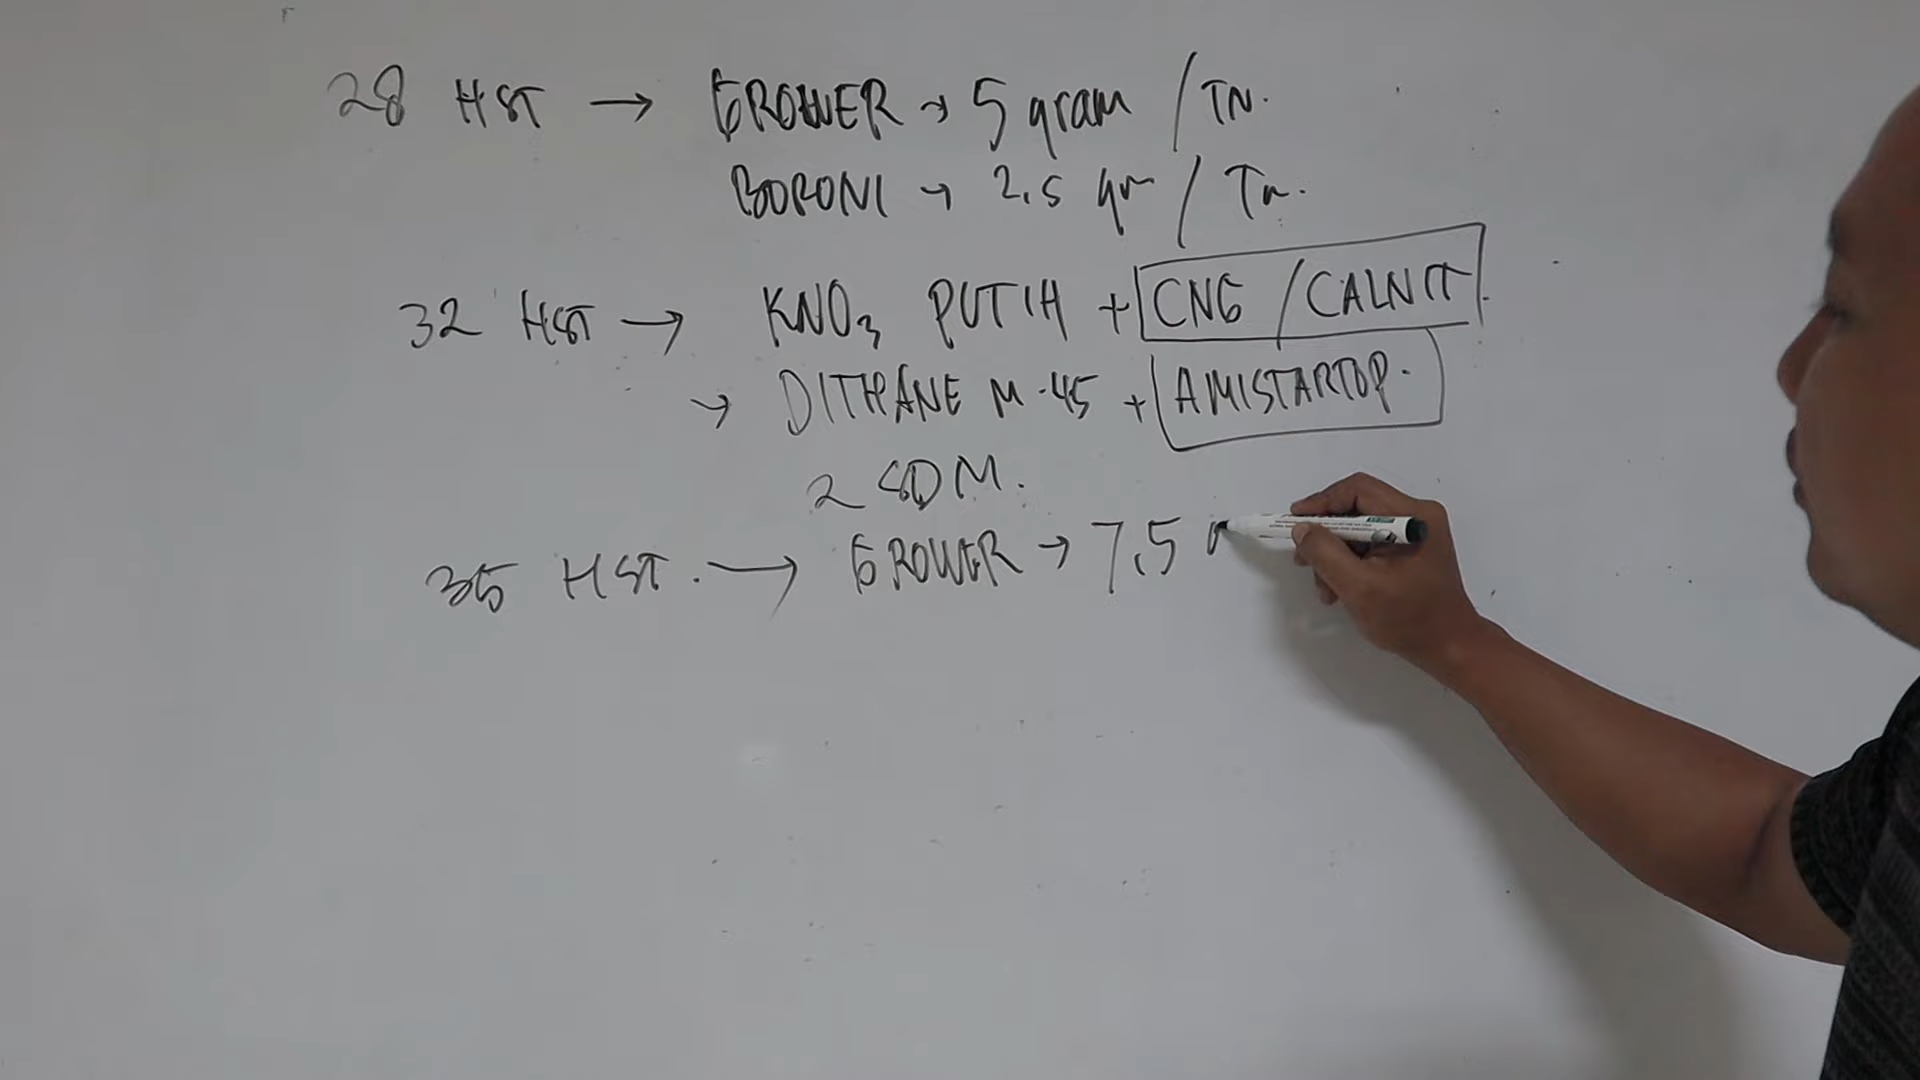 28 HST → GROWER → 5 gram / TN.
BORONI → 2.5 gr / Tn.
32 HST → KNO3 PUTIH + CNG / CALNIT.
→ DITHANE M-45 + AMISTARTOP.
2 SDM.
35 HST. → GROWER → 7.5